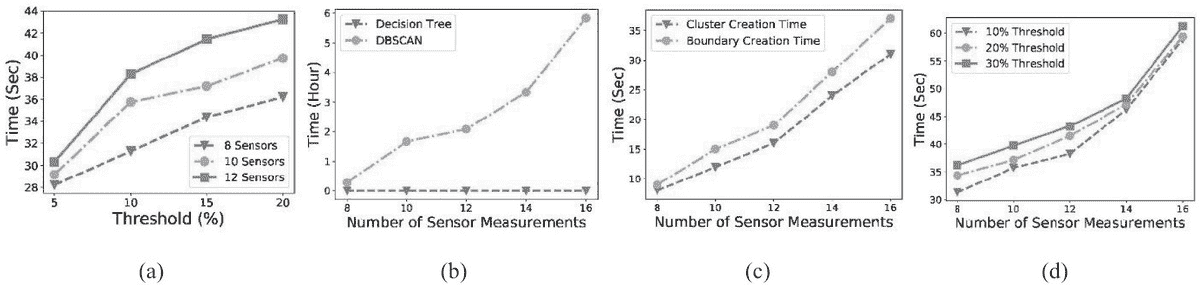 44
42
40
38
36
34
32
30
28
Time (Sec)
8 Sensors
10 Sensors
12 Sensors
5 10 15 20
Threshold (%)
(a)
6
5
4
3
2
1
0
Time (Hour)
Decision Tree
DBSCAN
8 10 12 14 16
Number of Sensor Measurements
(b)
35
30
25
20
15
10
Time (Sec)
Cluster Creation Time
Boundary Creation Time
8 10 12 14 16
Number of Sensor Measurements
(c)
60
55
50
45
40
35
30
Time (Sec)
10% Threshold
20% Threshold
30% Threshold
8 10 12 14 16
Number of Sensor Measurements
(d)